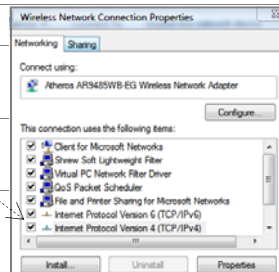 Wireless Network Connection Properties
Networking Sharing
Connect using:
Atheros AR9485WB-EG Wireless Network Adapter
Configure...
This connection uses the following items:
Client for Microsoft Networks
Shrew Soft Lightweight Filter
Virtual PC Network Filter Driver
QoS Packet Scheduler
File and Printer Sharing for Microsoft Networks
Internet Protocol Version 6 (TCP/IPv6)
Internet Protocol Version 4 (TCP/IPv4)
Install... Uninstall Properties